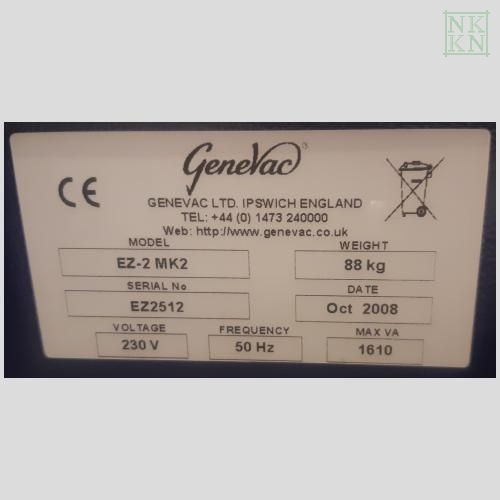 NK
KN
GeneVac®
CE
GENEVAC LTD. IPSWICH ENGLAND
TEL: +44 (0) 1473 240000
Web: http://www.genevac.co.uk
MODEL
EZ-2 MK2
WEIGHT
88 kg
SERIAL No
EZ2512
DATE
Oct 2008
VOLTAGE
230 V
FREQUENCY
50 Hz
MAX VA
1610